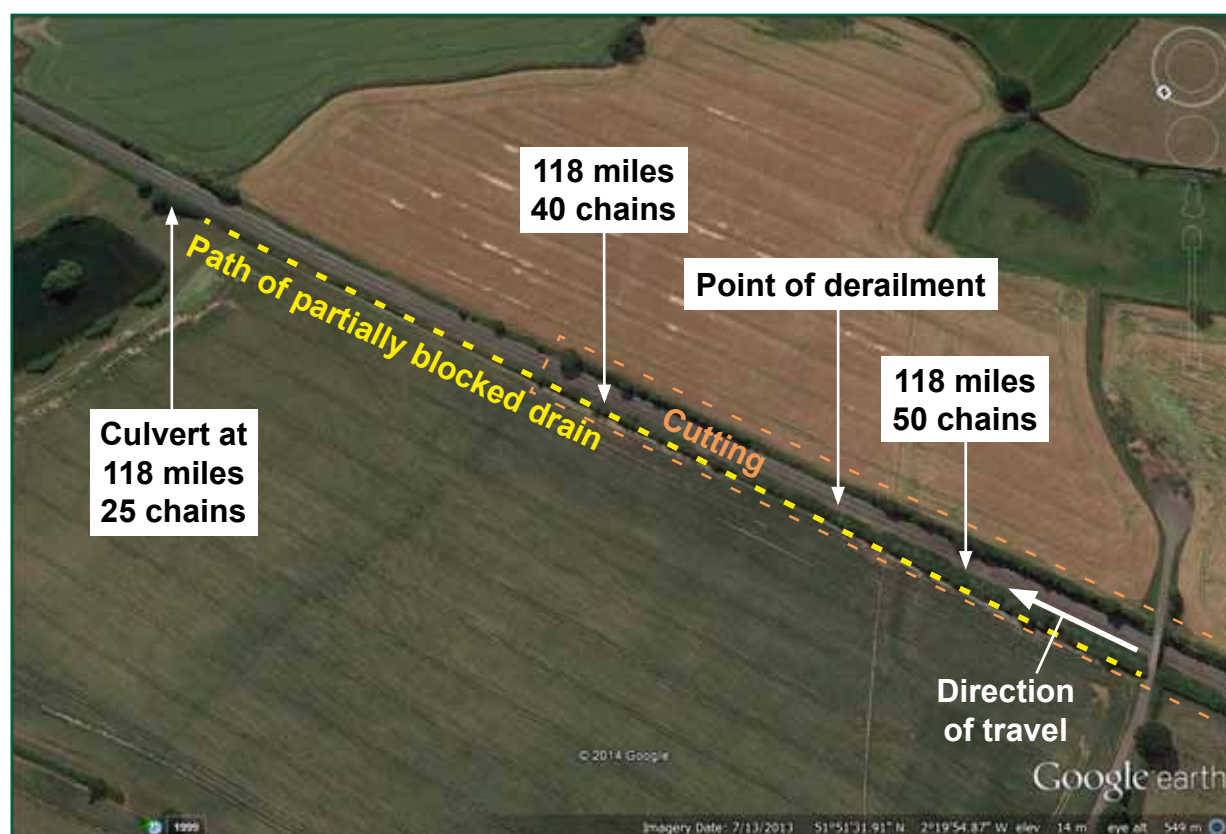 118 miles
40 chains
Point of derailment
118 miles
50 chains
Path of partially blocked drain
Cutting
Culvert at
118 miles
25 chains
Direction
of travel
© 2014 Google
Google earth
1999
Imagery Date: 7/13/2013 51°51'31.91" N 2°19'54.87" W elev 14 m eye alt 549 m